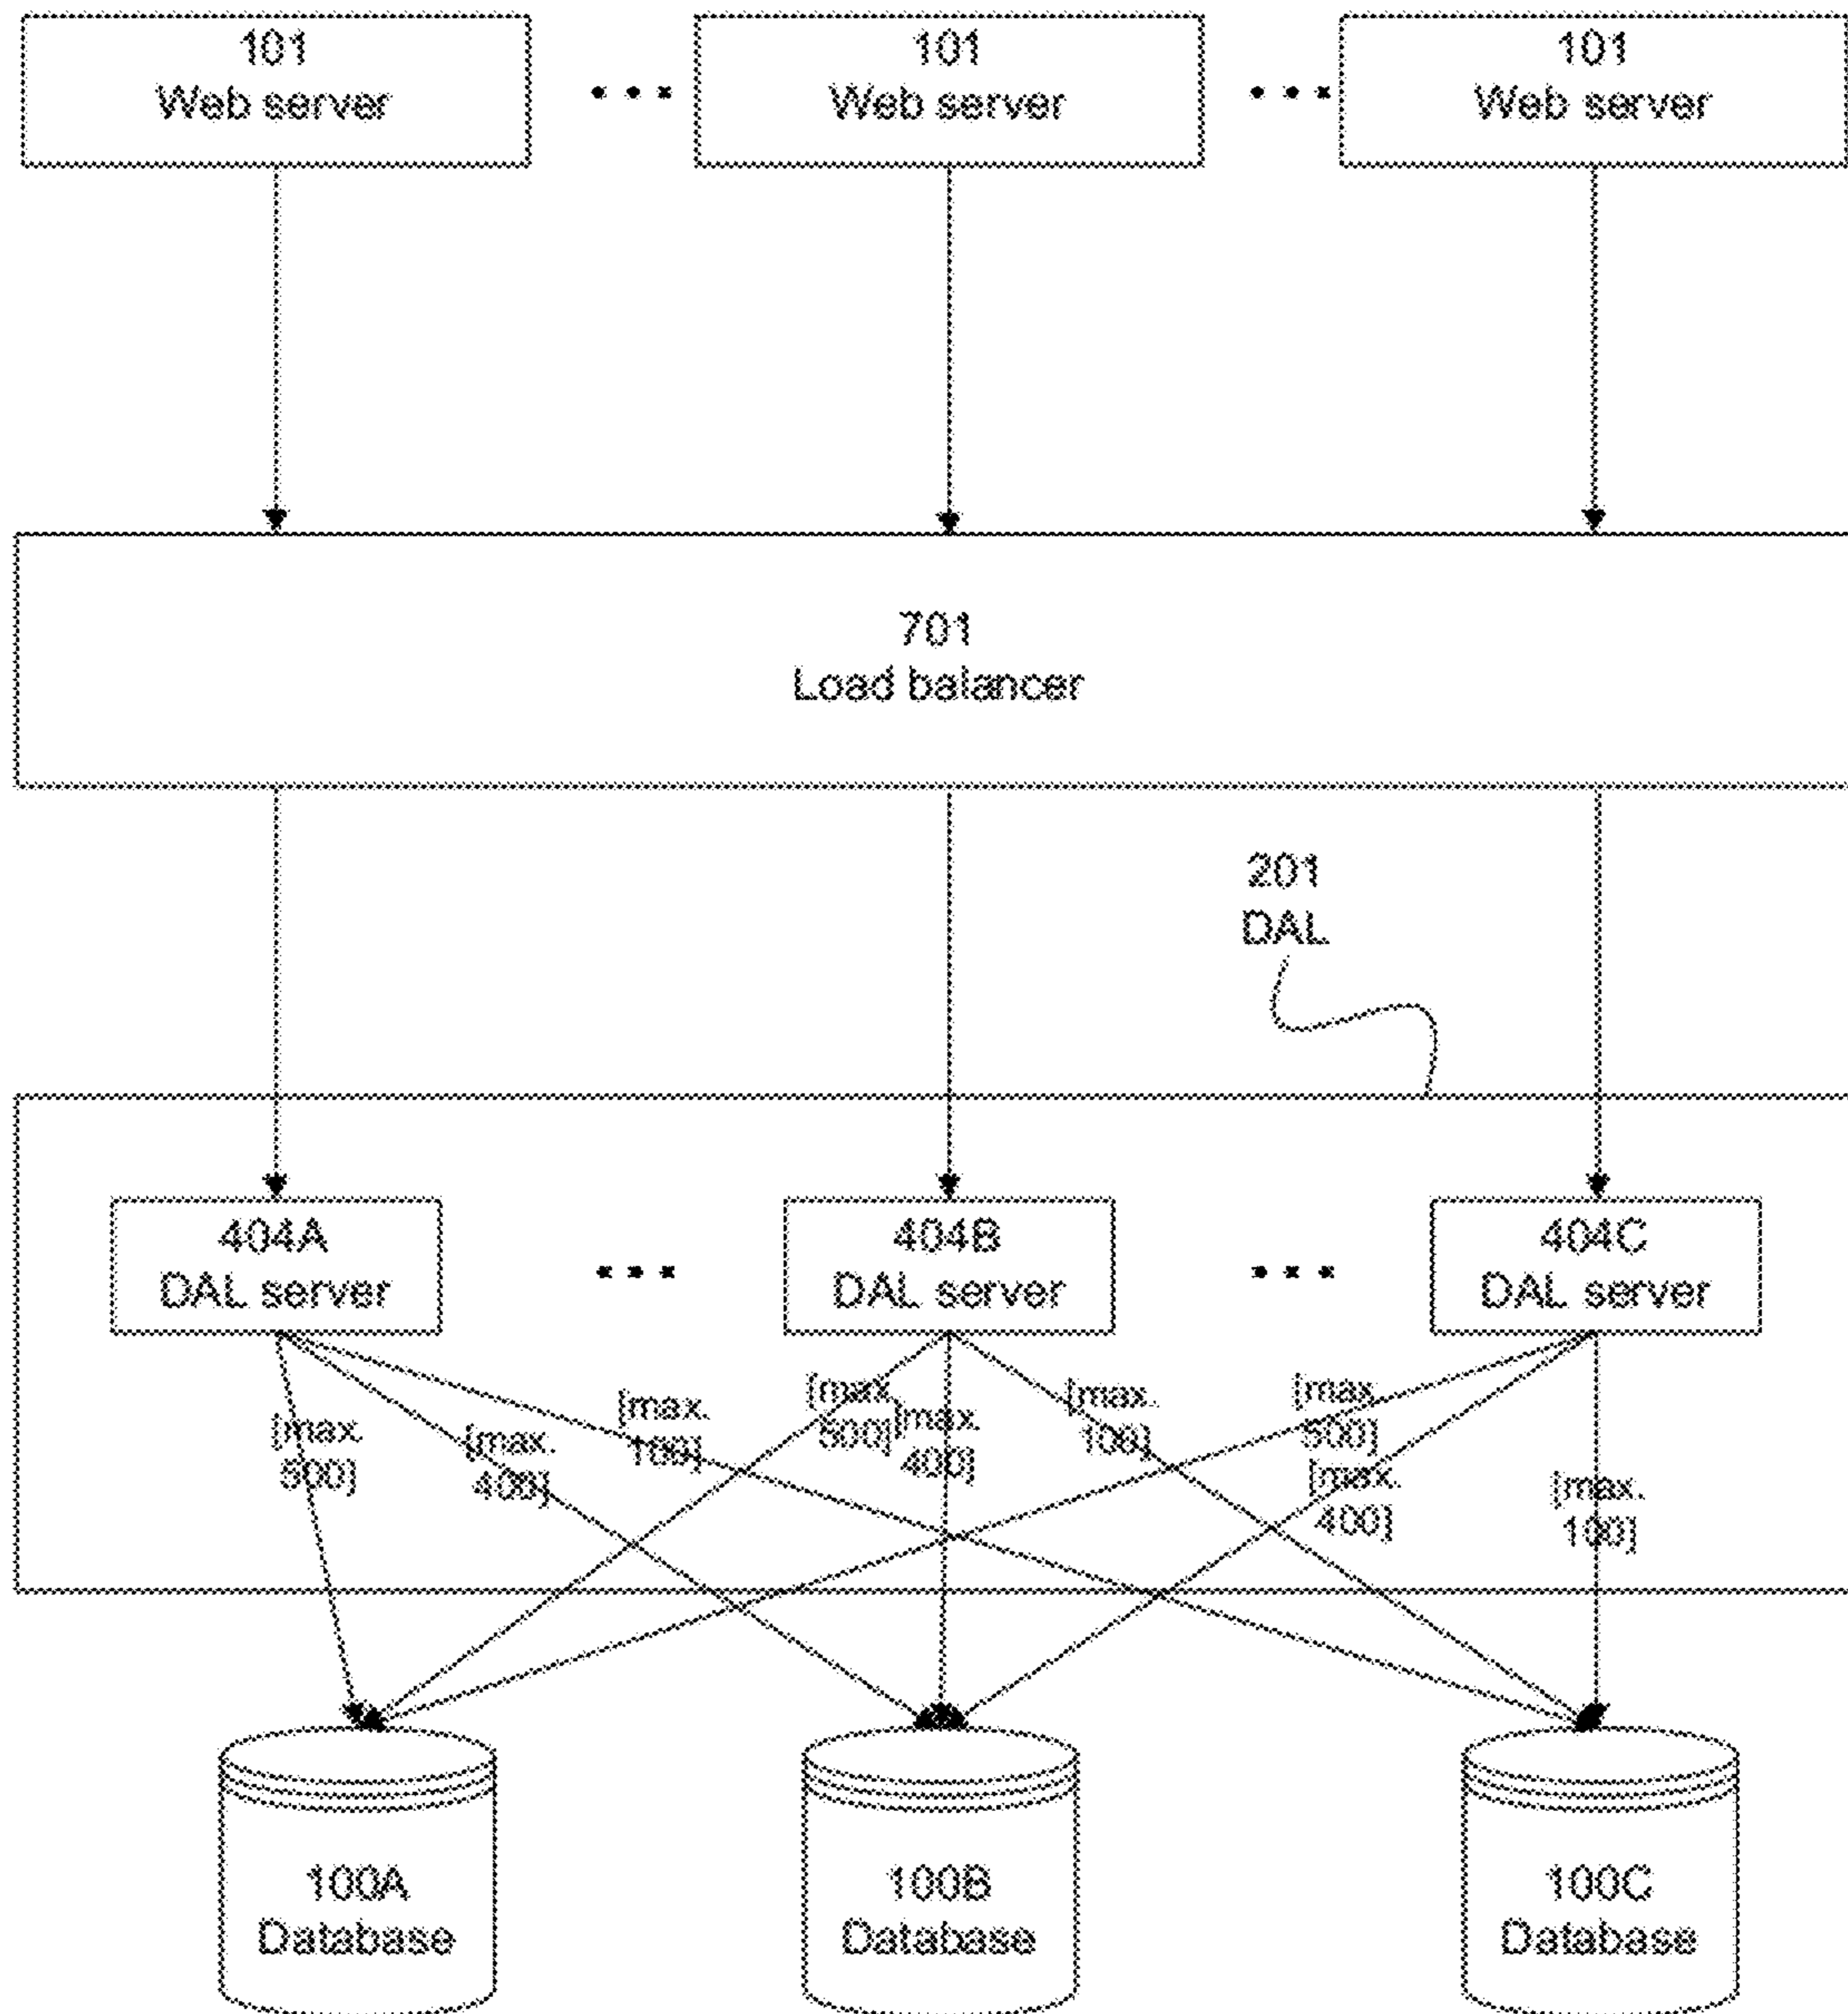 101
Web server
...
101
Web server
...
101
Web server
701
Load balancer
201
DAL
404A
DAL server
...
404B
DAL server
...
404C
DAL server
[max.
500]
[max.
400]
[max.
100]
[max.
500]
[max.
400]
[max.
100]
[max.
500]
[max.
400]
[max.
100]
100A
Database
100B
Database
100C
Database